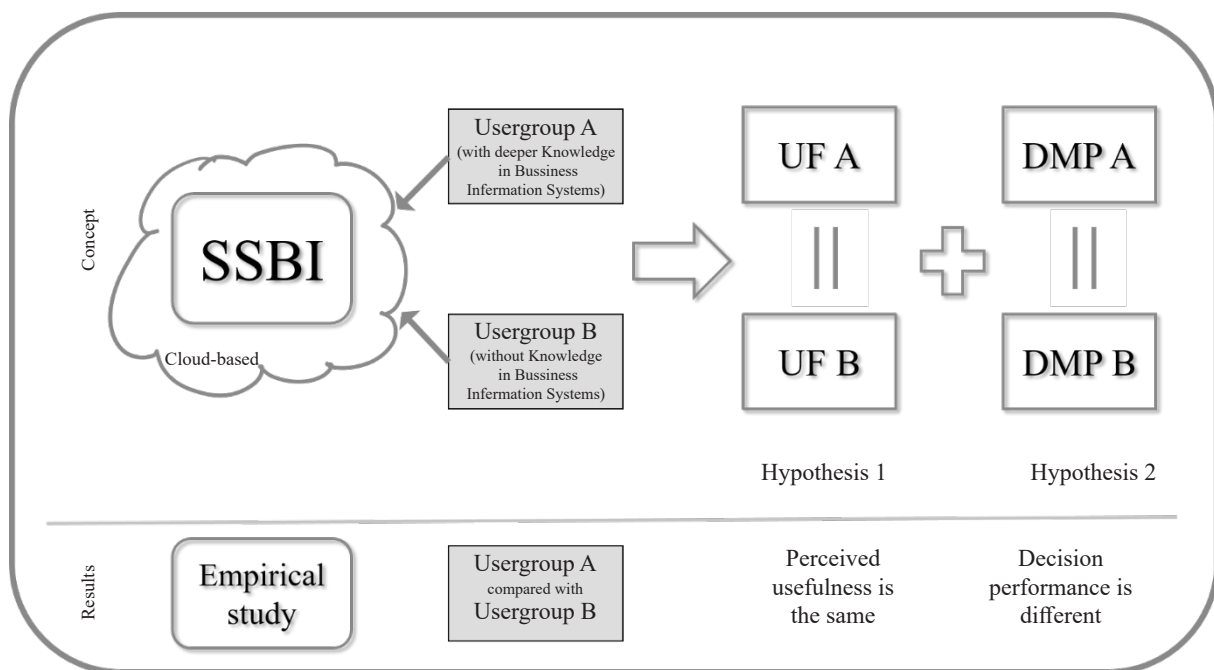 Concept
SSBI
Cloud-based
Usergroup A
(with deeper Knowledge
in Bussiness
Infermation Systems)
Usergroup B
(without Knowledge
in Bussiness
Infermation Systems)
UF A
UF B
Hypothesis 1
DMP A
DMP B
Hypothesis 2
Results
Empirical
study
Usergroup A
compared with
Usergroup B
Perceived
usefulness is
the same
Decision
performance is
different